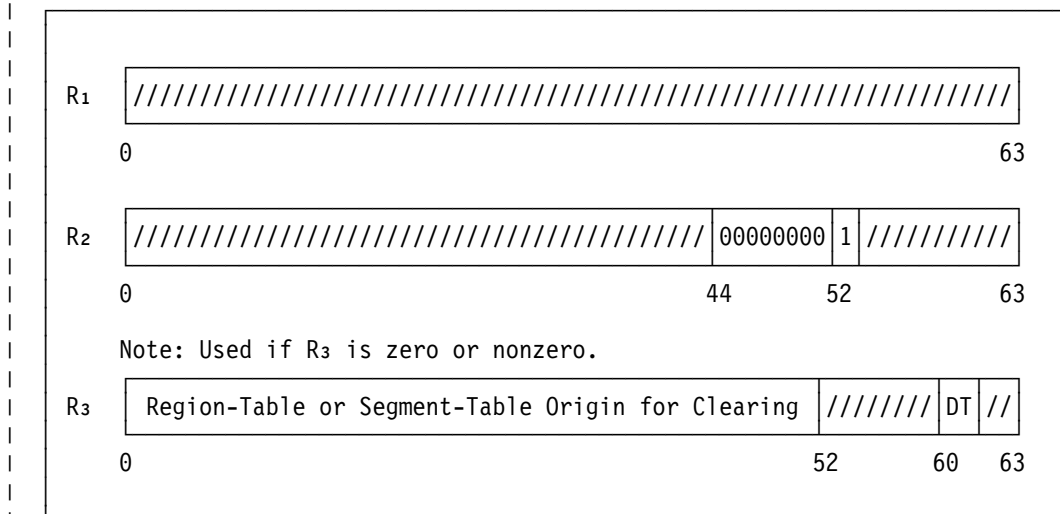 R₁ //////////////////////////////////////////////////////////////////
0 63
R₂ /////////////////////////////////////////// 00000000 1 ///////////
0 44 52 63
Note: Used if R₃ is zero or nonzero.
R₃ Region-Table or Segment-Table Origin for Clearing //////// DT //
0 52 60 63